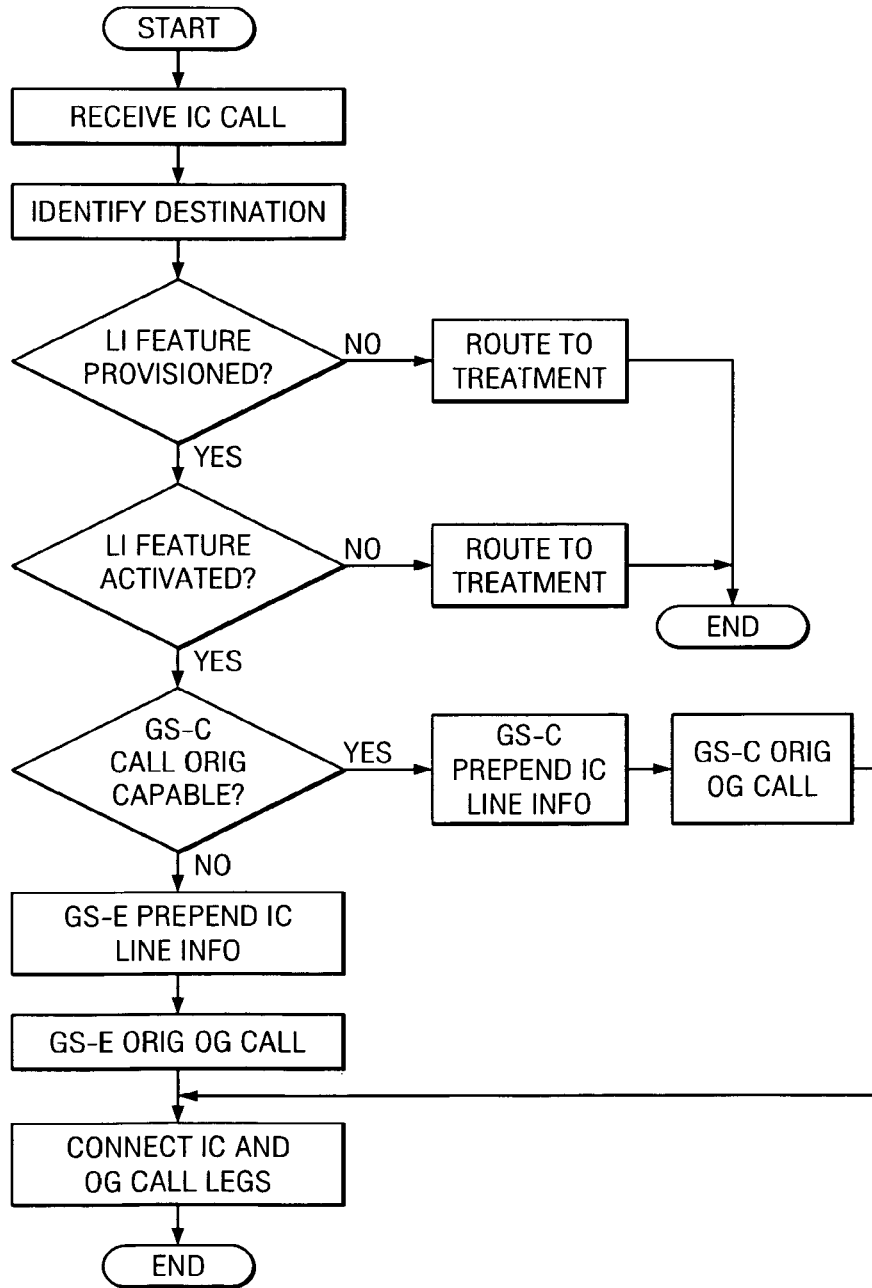 START
RECEIVE IC CALL
IDENTIFY DESTINATION
LI FEATURE
PROVISIONED?
NO
ROUTE TO
TREATMENT
YES
LI FEATURE
ACTIVATED?
NO
ROUTE TO
TREATMENT
END
YES
GS-C
CALL ORIG
CAPABLE?
YES
GS-C
PREPEND IC
LINE INFO
GS-C ORIG
OG CALL
NO
GS-E PREPEND IC
LINE INFO
GS-E ORIG OG CALL
CONNECT IC AND
OG CALL LEGS
END